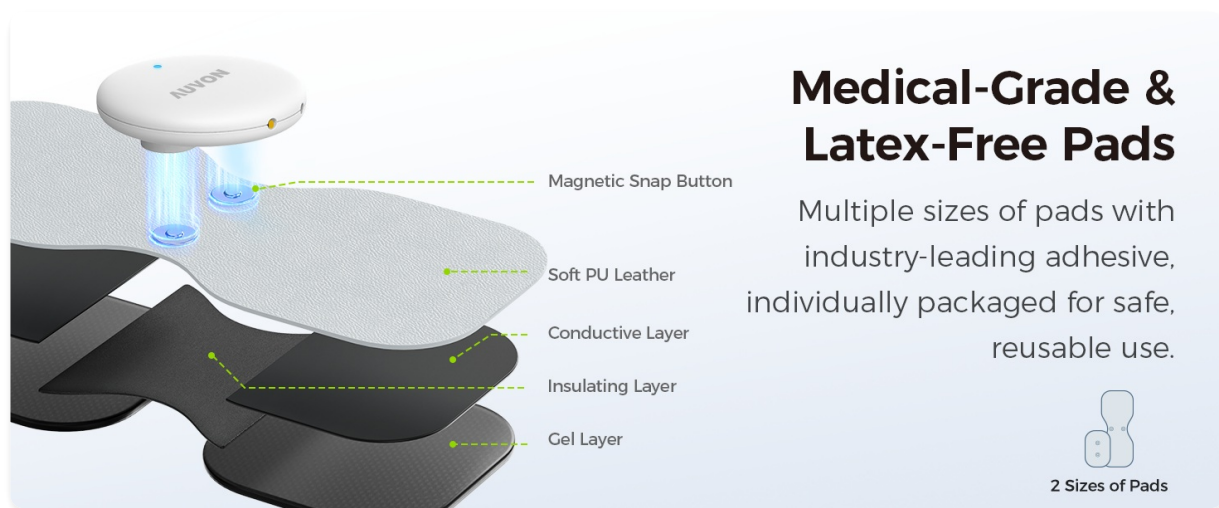 AUVON
Medical-Grade &
Latex-Free Pads
Multiple sizes of pads with
industry-leading adhesive,
individually packaged for safe,
reusable use.
Magnetic Snap Button
Soft PU Leather
Conductive Layer
Insulating Layer
Gel Layer
2 Sizes of Pads